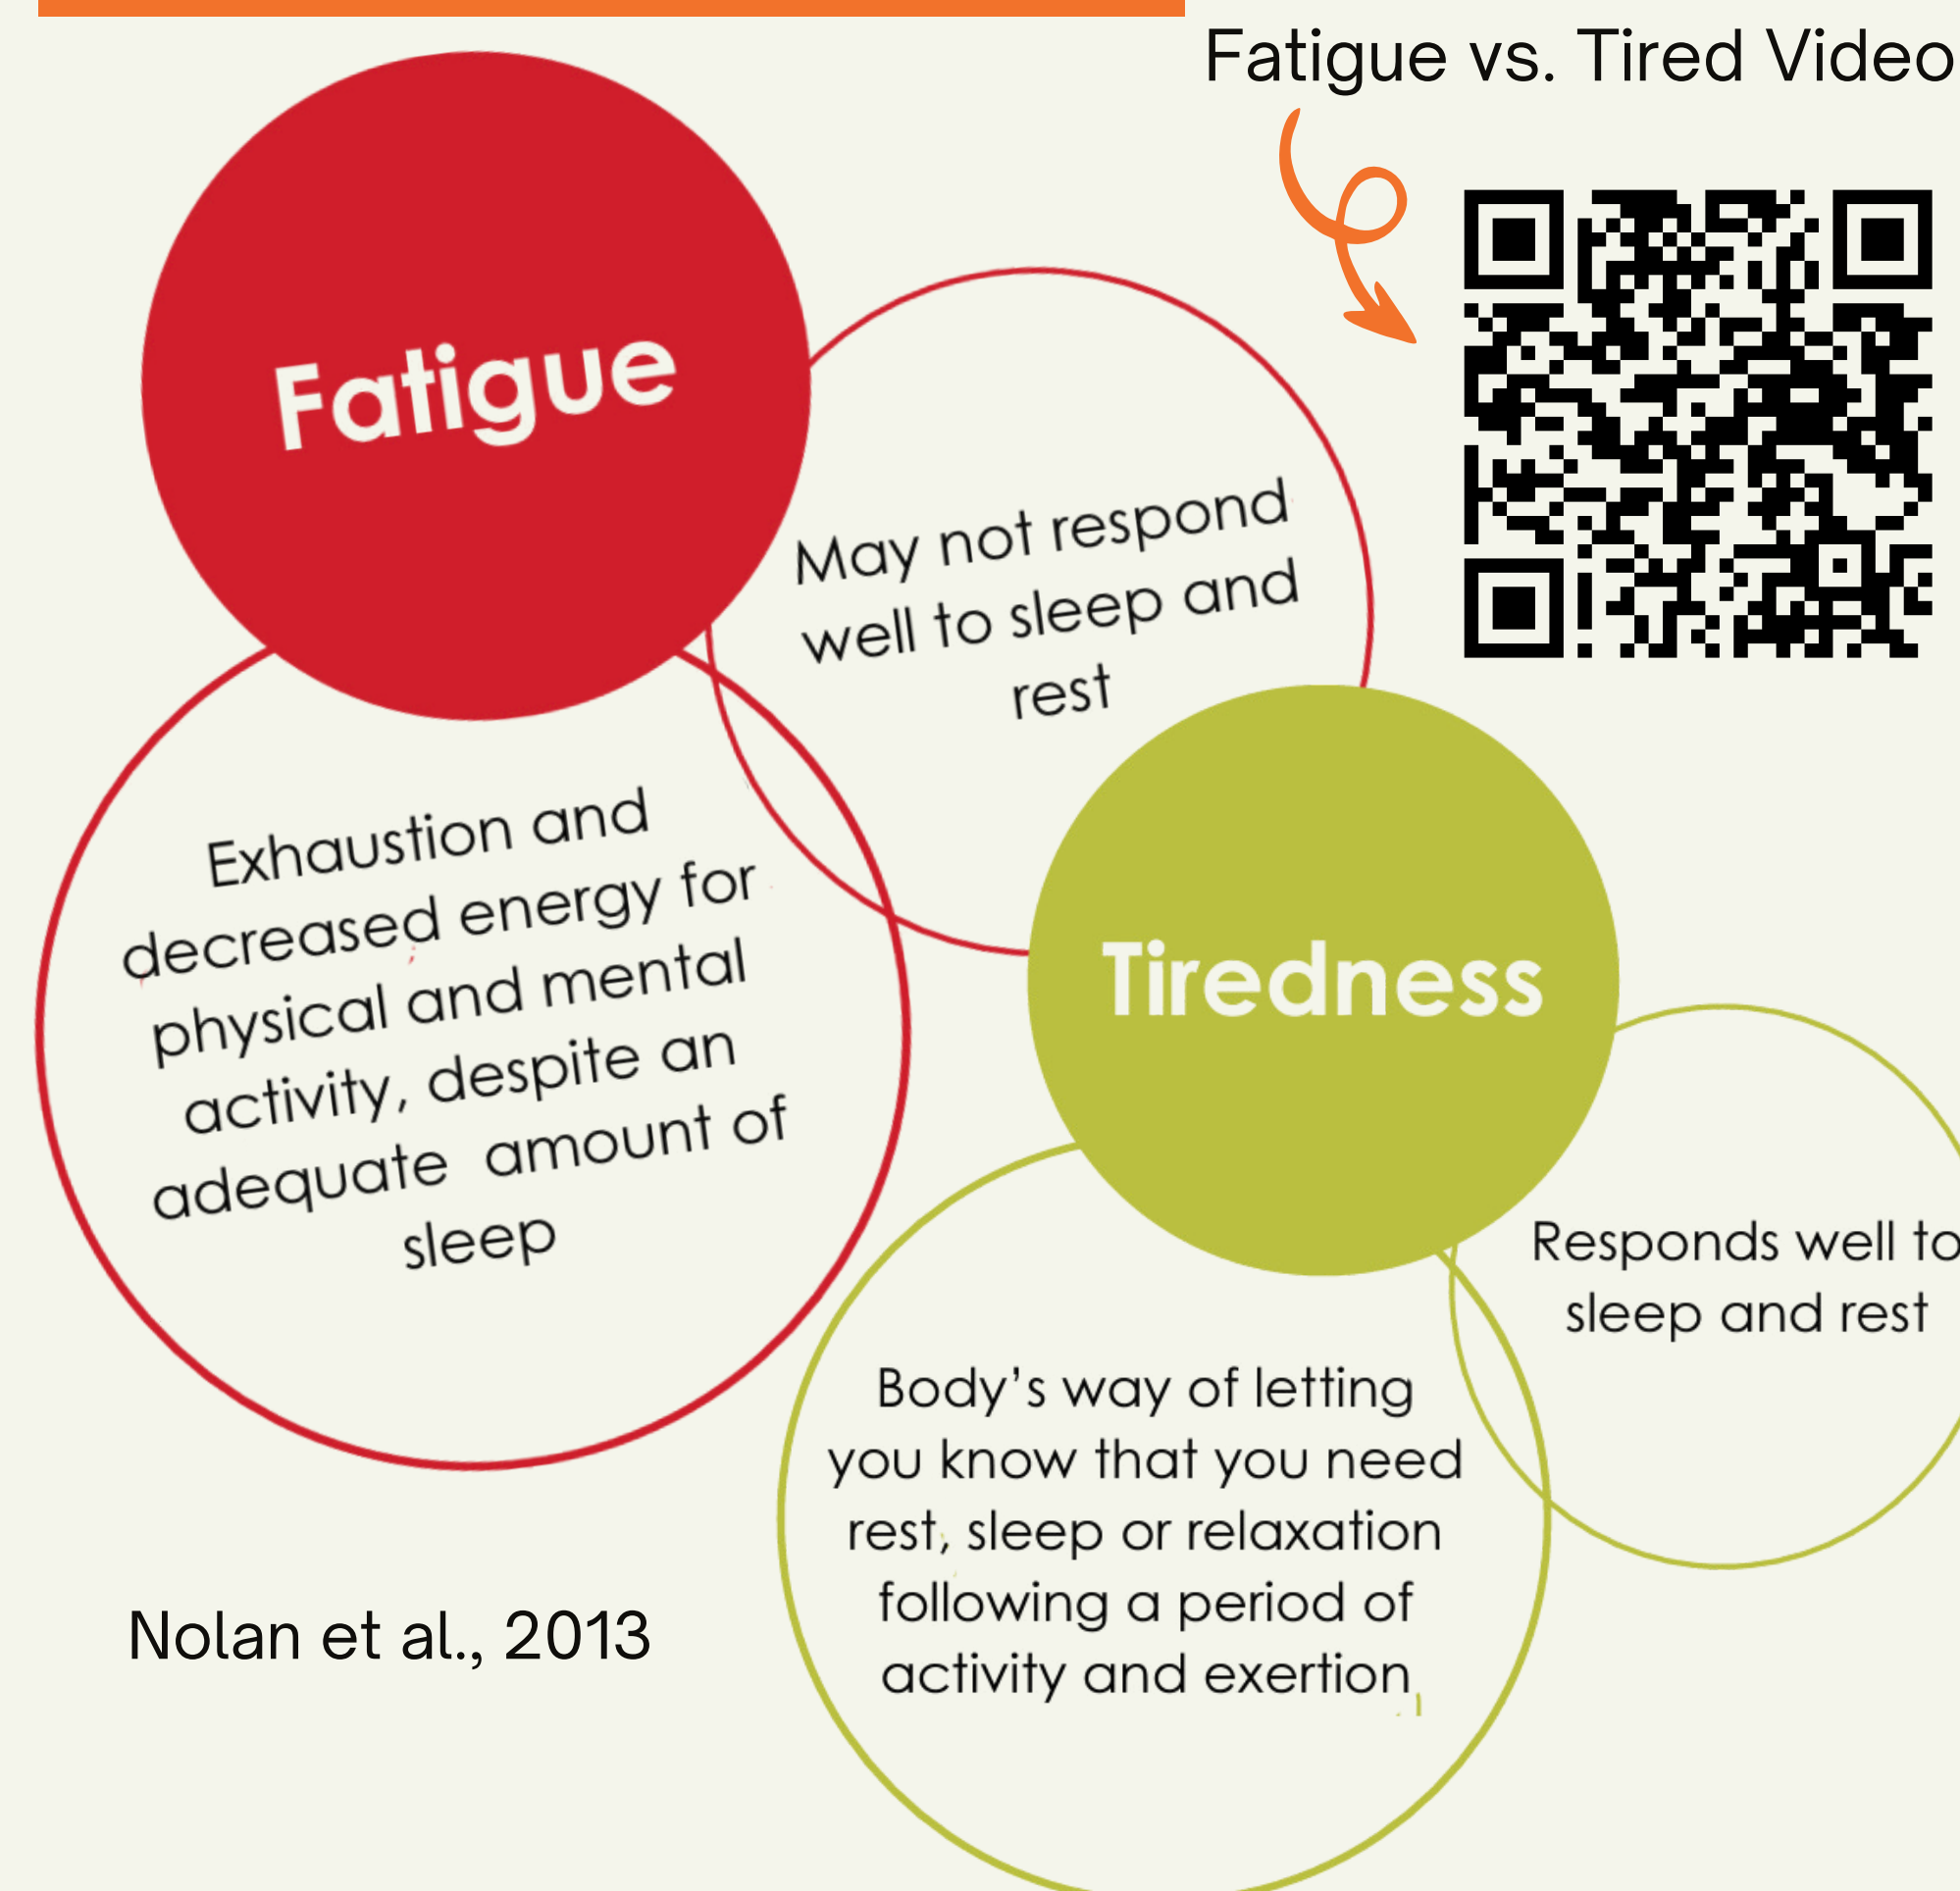 Fatigue vs. Tired Video
Fatigue
May not respond
well to sleep and
rest
Exhaustion and
decreased energy for
physical and mental
activity, despite an
adequate amount of
sleep
Tiredness
Responds well to
sleep and rest
Body's way of letting
you know that you need
rest, sleep or relaxation
following a period of
activity and exertion
Nolan et al., 2013